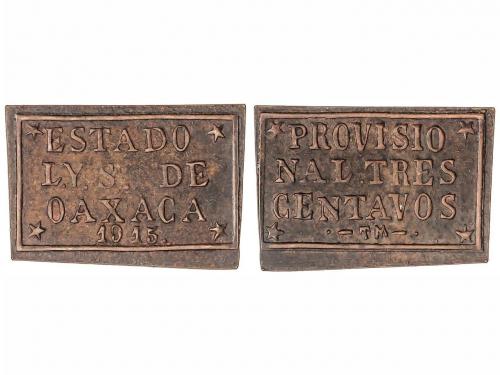 ESTADO
L.Y.S. DE
OAXACA
1915.
PROVISIO
NAL.TRES
CENTAVOS
·-TM-.